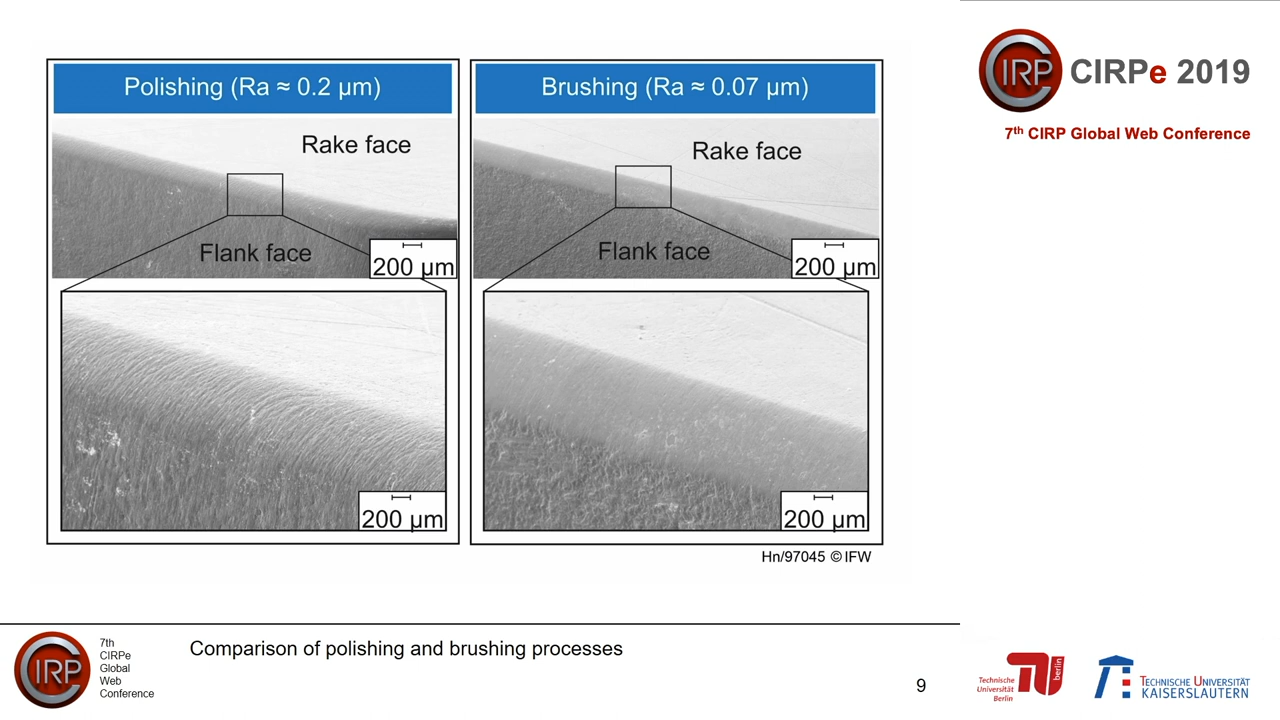 Polishing (Ra ≈ 0.2 µm)
Rake face
Flank face
200 µm
200 µm
Brushing (Ra ≈ 0.07 µm)
Rake face
Flank face
200 µm
200 µm
Hn/97045 © IFW
CIRP
CIRPe 2019
7th CIRP Global Web Conference
CIRP
7th
CIRPe
Global
Web
Conference
Comparison of polishing and brushing processes
9
Technische
Universität
Berlin
berlin
TECHNISCHE UNIVERSITÄT
KAISERSLAUTERN